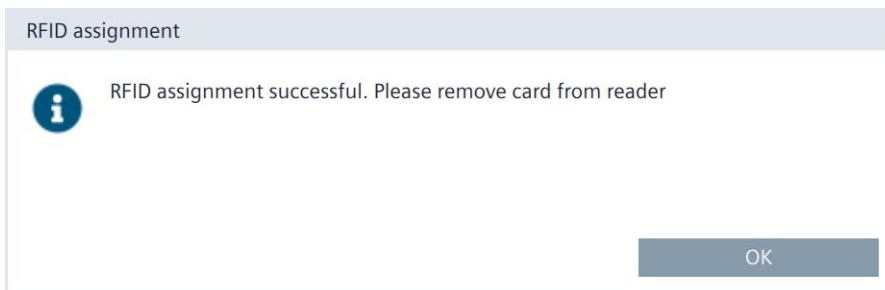 RFID assignment
RFID assignment successful. Please remove card from reader
OK